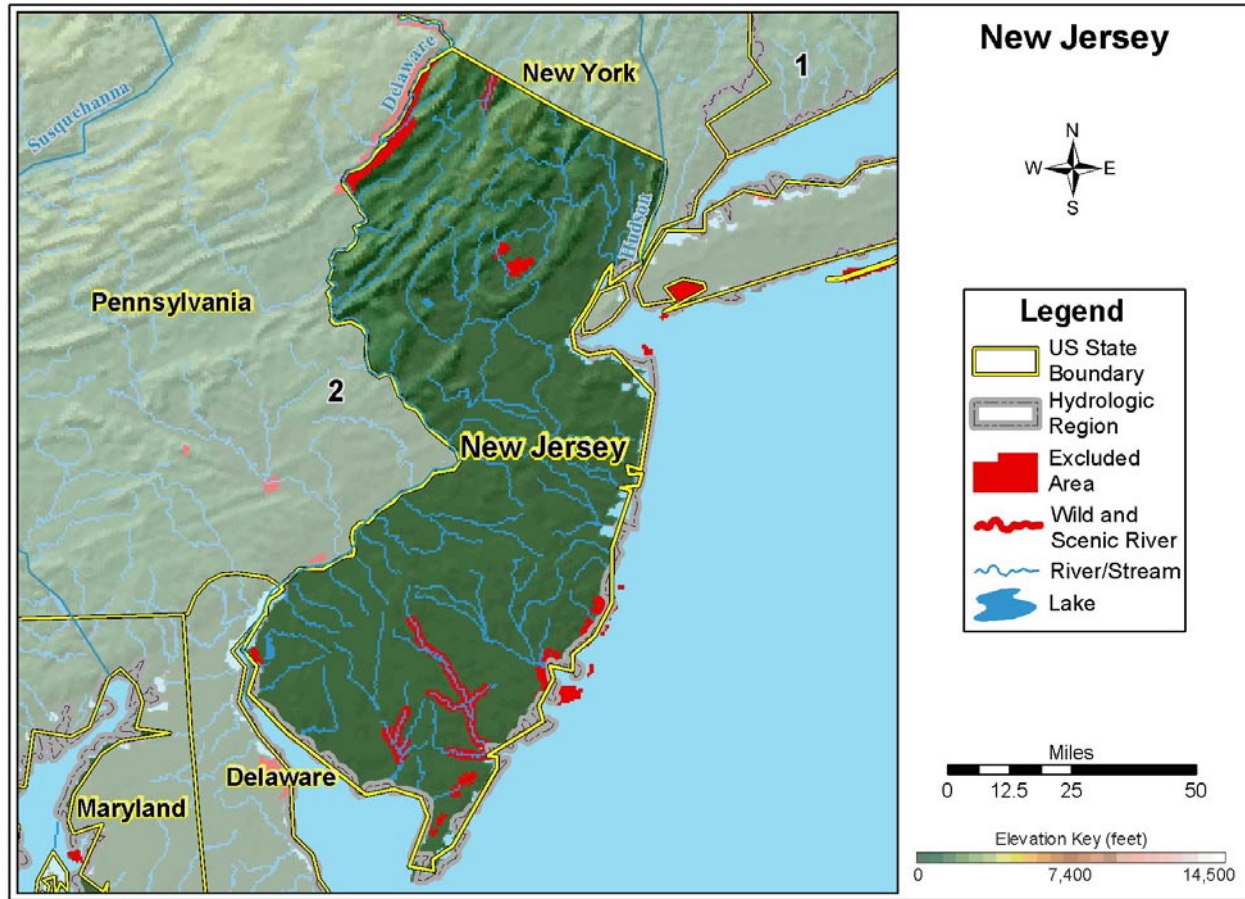 New Jersey
N
W E
S
1
New York
Delaware
Susquehanna
Hudson
Pennsylvania
2
New Jersey
Delaware
Maryland
Legend
US State
Boundary
Hydrologic
Region
Excluded
Area
Wild and
Scenic River
River/Stream
Lake
Miles
0 12.5 25 50
Elevation Key (feet)
0 7,400 14,500